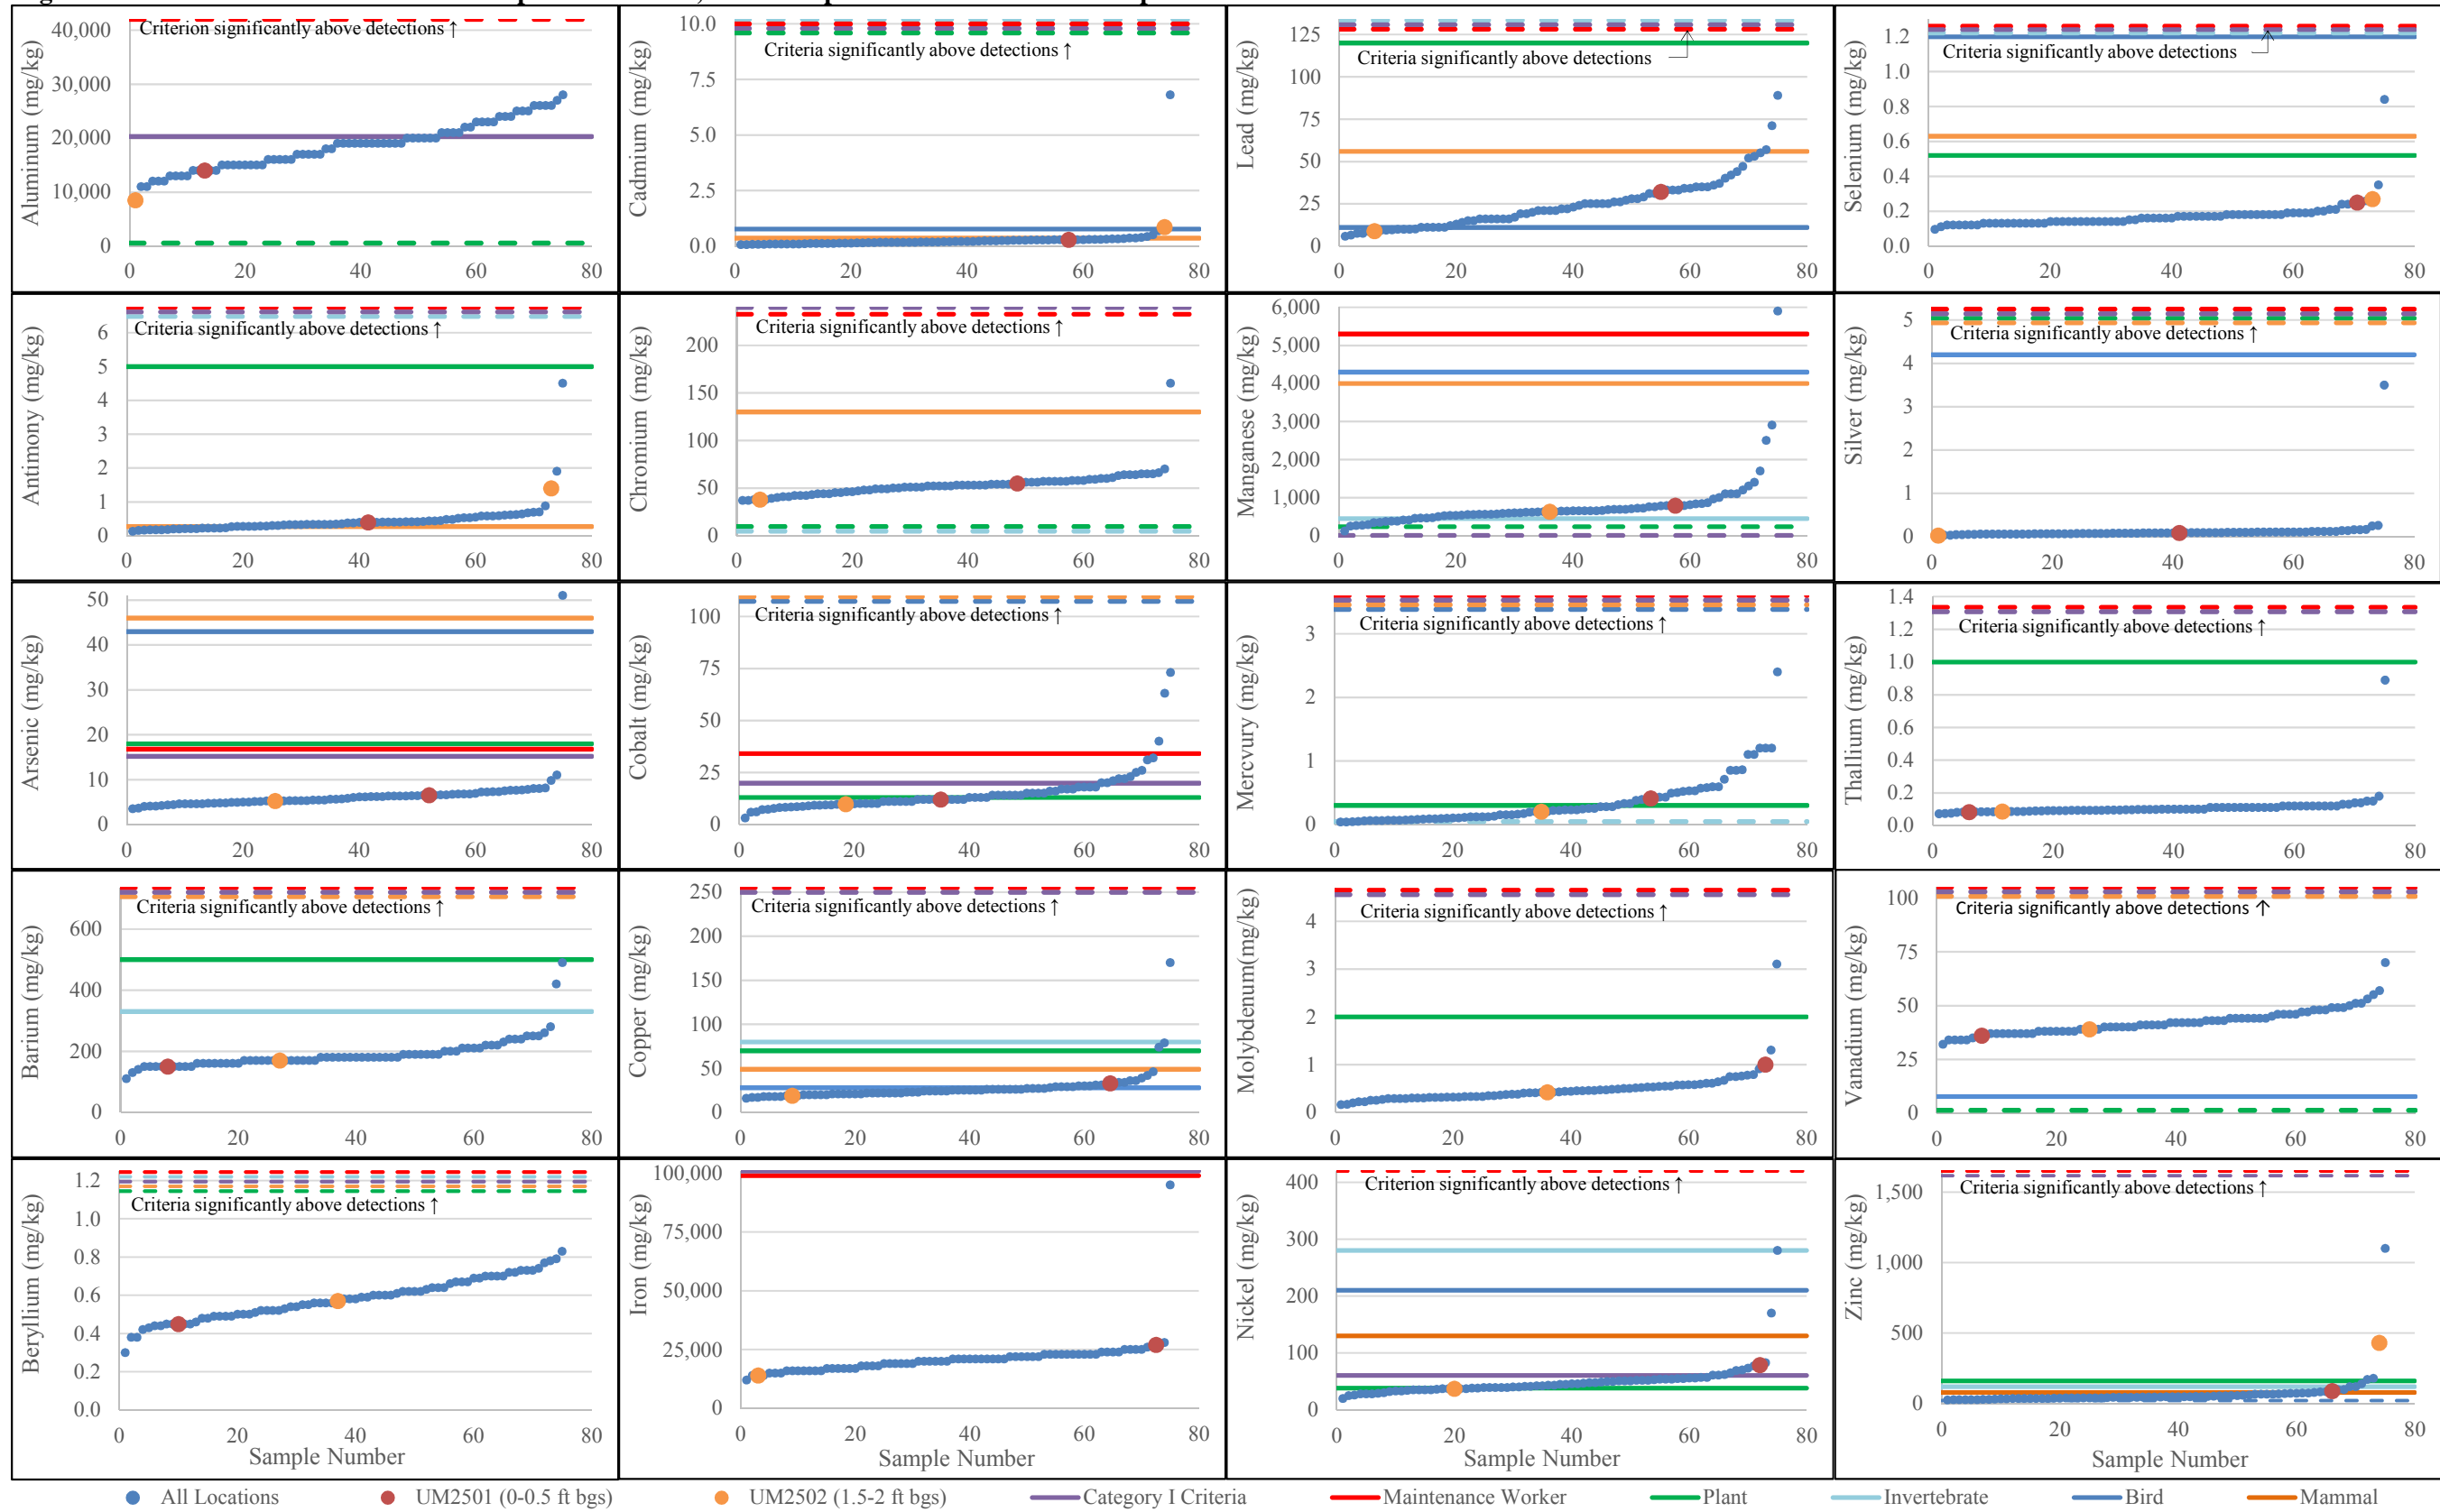 Criterion significantly above detections ↑
Aluminum (mg/kg)
40,000
30,000
20,000
10,000
0
0 20 40 60 80
Criteria significantly above detections ↑
Cadmium (mg/kg)
10.0
7.5
5.0
2.5
0.0
0 20 40 60 80
Criteria significantly above detections
Lead (mg/kg)
125
100
75
50
25
0
0 20 40 60 80
Criteria significantly above detections
Selenium (mg/kg)
1.2
1.0
0.8
0.6
0.4
0.2
0.0
0 20 40 60 80
Criteria significantly above detections ↑
Antimony (mg/kg)
6
5
4
3
2
1
0
0 20 40 60 80
Criteria significantly above detections ↑
Chromium (mg/kg)
200
150
100
50
0
0 20 40 60 80
Manganese (mg/kg)
6,000
5,000
4,000
3,000
2,000
1,000
0
0 20 40 60 80
Criteria significantly above detections ↑
Silver (mg/kg)
5
4
3
2
1
0
0 20 40 60 80
Arsenic (mg/kg)
50
40
30
20
10
0
0 20 40 60 80
Criteria significantly above detections ↑
Cobalt (mg/kg)
100
75
50
25
0
0 20 40 60 80
Criteria significantly above detections ↑
Mercvury (mg/kg)
3
2
1
0
0 20 40 60 80
Criteria significantly above detections ↑
Thallium (mg/kg)
1.4
1.2
1.0
0.8
0.6
0.4
0.2
0.0
0 20 40 60 80
Criteria significantly above detections ↑
Barium (mg/kg)
600
400
200
0
0 20 40 60 80
Criteria significantly above detections ↑
Copper (mg/kg)
250
200
150
100
50
0
0 20 40 60 80
Criteria significantly above detections ↑
Molybdenum(mg/kg)
4
3
2
1
0
0 20 40 60 80
Criteria significantly above detections ↑
Vanadium (mg/kg)
100
75
50
25
0
0 20 40 60 80
Criteria significantly above detections ↑
Beryllium (mg/kg)
1.2
1.0
0.8
0.6
0.4
0.2
0.0
0 20 40 60 80
Sample Number
Iron (mg/kg)
100,000
75,000
50,000
25,000
0
0 20 40 60 80
Sample Number
Criterion significantly above detections ↑
Nickel (mg/kg)
400
300
200
100
0
0 20 40 60 80
Sample Number
Criteria significantly above detections ↑
Zinc (mg/kg)
1,500
1,000
500
0
0 20 40 60 80
Sample Number
All Locations UM2501 (0-0.5 ft bgs) UM2502 (1.5-2 ft bgs) Category I Criteria Maintenance Worker Plant Invertebrate Bird Mammal